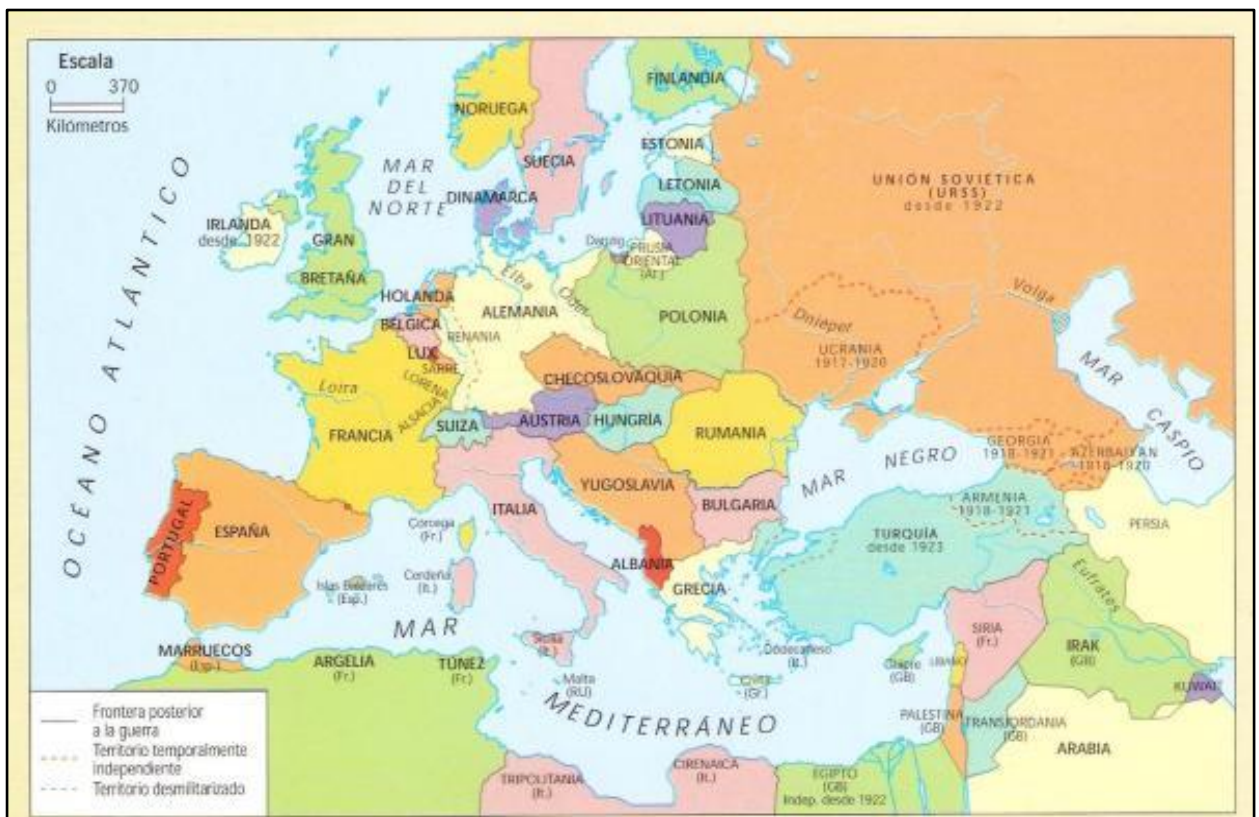 Escala
0 370
Kilómetros
OCÉANO ATLÁNTICO
MAR
DEL
NORTE
NORUEGA
SUECIA
FINLANDIA
ESTONIA
LETONIA
LITUANIA
DINAMARCA
Danzig
PRUSIA
ORIENTAL
(Al.)
UNIÓN SOVIÉTICA
(URSS)
desde 1922
IRLANDA
desde 1922
GRAN
BRETAÑA
HOLANDA
BÉLGICA
LUX
SARRE
RENANIA
LORENA
ALSACIA
Elba
Oder
ALEMANIA
POLONIA
Dniéper
UCRANIA
1917-1920
Volga
MAR
CASPIO
Loira
FRANCIA
SUIZA
AUSTRIA
CHECOSLOVAQUIA
HUNGRÍA
RUMANIA
MAR NEGRO
GEORGIA
1918-1921
AZERBAIYÁN
1918-1920
ARMENIA
1918-1921
PERSIA
PORTUGAL
ESPAÑA
Islas Baleares
(Esp.)
Córcega
(Fr.)
Cerdeña
(It.)
ITALIA
YUGOSLAVIA
BULGARIA
ALBANIA
GRECIA
TURQUÍA
desde 1923
Éufrates
MARRUECOS
(Esp.)
ARGELIA
(Fr.)
TÚNEZ
(Fr.)
Sicilia
(It.)
Malta
(RU)
MAR
MEDITERRÁNEO
Creta
(Gr.)
Dodecaneso
(It.)
Chipre
(GB)
LÍBANO
SIRIA
(Fr.)
IRAK
(GB)
KUWAIT
PALESTINA
(GB)
TRANSJORDANIA
(GB)
ARABIA
TRIPOLITANIA
(It.)
CIRENAICA
(It.)
EGIPTO
(GB)
Indep. desde 1922
Frontera posterior
a la guerra
Territorio temporalmente
independiente
Territorio desmilitarizado